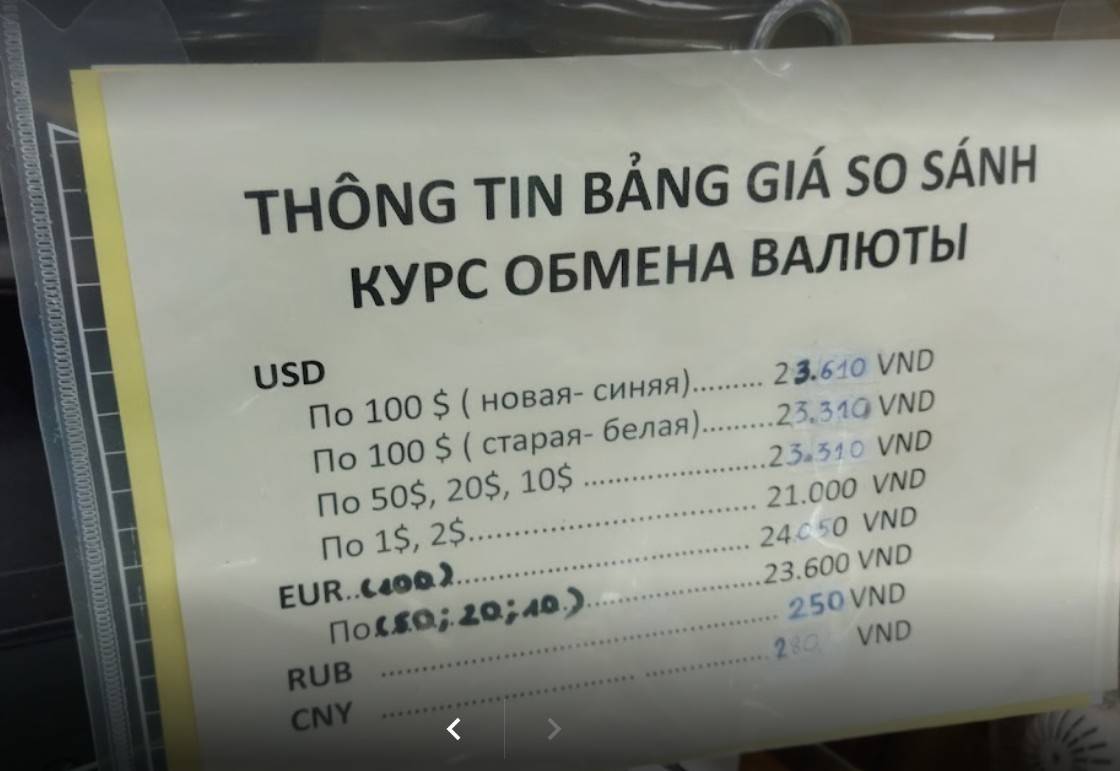 THÔNG TIN BẢNG GIÁ SO SÁNH
КУРС ОБМЕНА ВАЛЮТЫ
USD
По 100 $ ( новая- синяя)......... 23.610 VND
По 100 $ ( старая- белая).........23.310 VND
По 50$, 20$, 10$ ........................23.310 VND
По 1$, 2$...................................... 21.000 VND
EUR..(100)....................................... 24.050 VND
По(50; 20; 10.).......................23.600 VND
RUB ..................................................... 250 VND
CNY ..................................................... VND